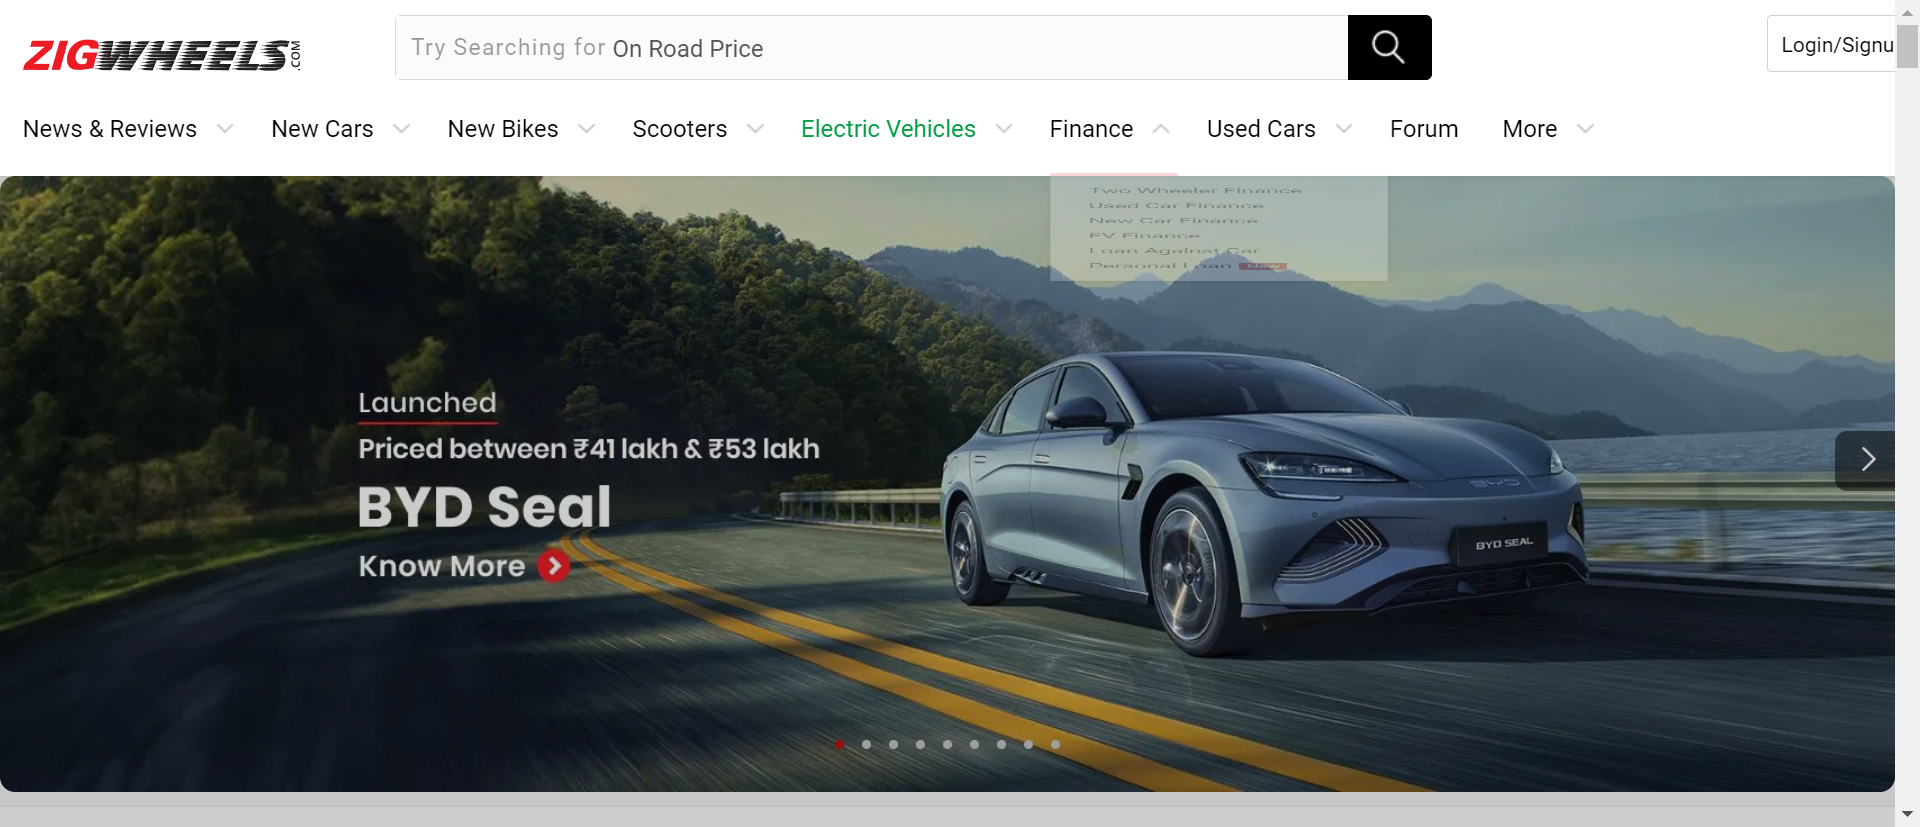 ZIGWHEELS.COM
Try Searching for On Road Price
Login/Signu
News & Reviews
New Cars
New Bikes
Scooters
Electric Vehicles
Finance
Used Cars
Forum
More
Two Wheeler Finance
Used Car Finance
New Car Finance
EV Finance
Loan Against Car
Personal Loan New
Launched
Priced between ₹41 lakh & ₹53 lakh
BYD Seal
Know More
BYD
BYD SEAL